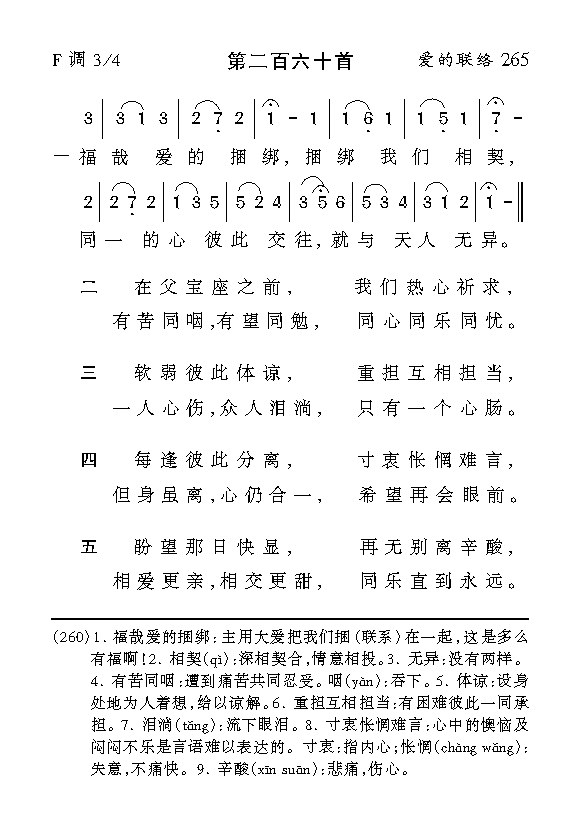 F 调 3/4 第二百六十首 爱的联络 265
3 | 3 1 3 | 2 7 2 | 1 - 1 | 1 6 1 | 1 5 1 | 7 -
一 福 哉 爱 的 捆 绑, 捆 绑 我 们 相 契,
2 | 2 7 2 | 1 3 5 | 5 2 4 | 3 5 6 | 5 3 4 | 3 1 2 | 1 - ||
同 一 的 心 彼 此 交 往, 就 与 天 人 无 异。
二 在父宝座之前, 我们热心祈求,
有苦同咽,有望同勉, 同心同乐同忧。
三 软弱彼此体谅, 重担互相担当,
一人心伤,众人泪淌, 只有一个心肠。
四 每逢彼此分离, 寸衷怅惘难言,
但身虽离,心仍合一, 希望再会眼前。
五 盼望那日快显, 再无别离辛酸,
相爱更亲,相交更甜, 同乐直到永远。
(260)1. 福哉爱的捆绑:主用大爱把我们捆(联系)在一起,这是多么
有福啊!2. 相契(qì):深相契合,情意相投。3. 无异:没有两样。
4. 有苦同咽:遭到痛苦共同忍受。咽(yàn):吞下。5. 体谅:设身
处地为人着想,给以谅解。6. 重担互相担当:有困难彼此一同承
担。7. 泪淌(tǎng):流下眼泪。8. 寸衷怅惘难言:心中的懊恼及
闷闷不乐是言语难以表达的。寸衷:指内心;怅惘(chàng wǎng):
失意,不痛快。9. 辛酸(xīn suān):悲痛,伤心。